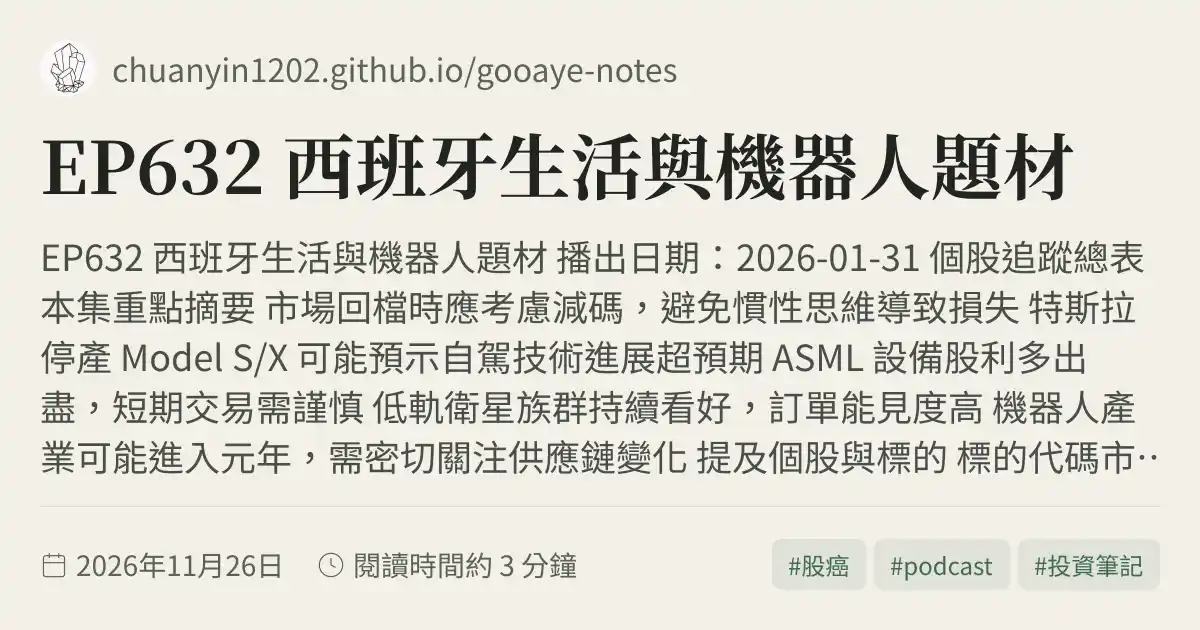 chuanyin1202.github.io/gooaye-notes
EP632 西班牙生活與機器人題材
EP632 西班牙生活與機器人題材 播出日期：2026-01-31 個股追蹤總表
本集重點摘要 市場回檔時應考慮減碼，避免慣性思維導致損失 特斯拉
停產 Model S/X 可能預示自駕技術進展超預期 ASML 設備股利多出
盡，短期交易需謹慎 低軌衛星族群持續看好，訂單能見度高 機器人產
業可能進入元年，需密切關注供應鏈變化 提及個股與標的 標的代碼市…
2026年11月26日 閱讀時間約 3 分鐘 #股癌 #podcast #投資筆記